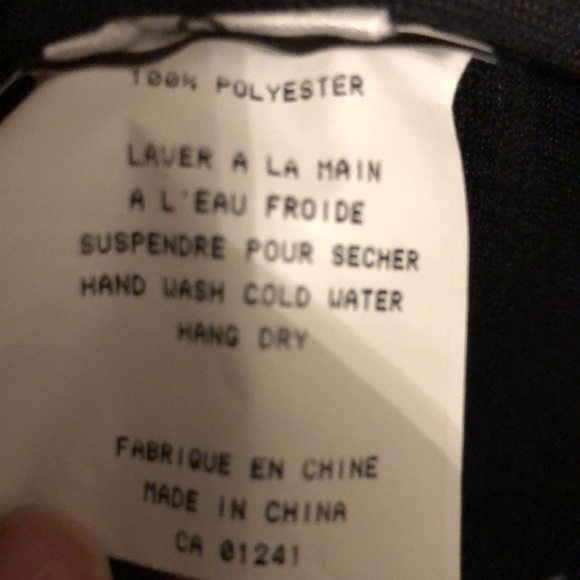 100% POLYESTER
LAVER A LA MAIN
A L'EAU FROIDE
SUSPENDRE POUR SECHER
HAND WASH COLD WATER
HANG DRY
FABRIQUE EN CHINE
MADE IN CHINA
CA 01241